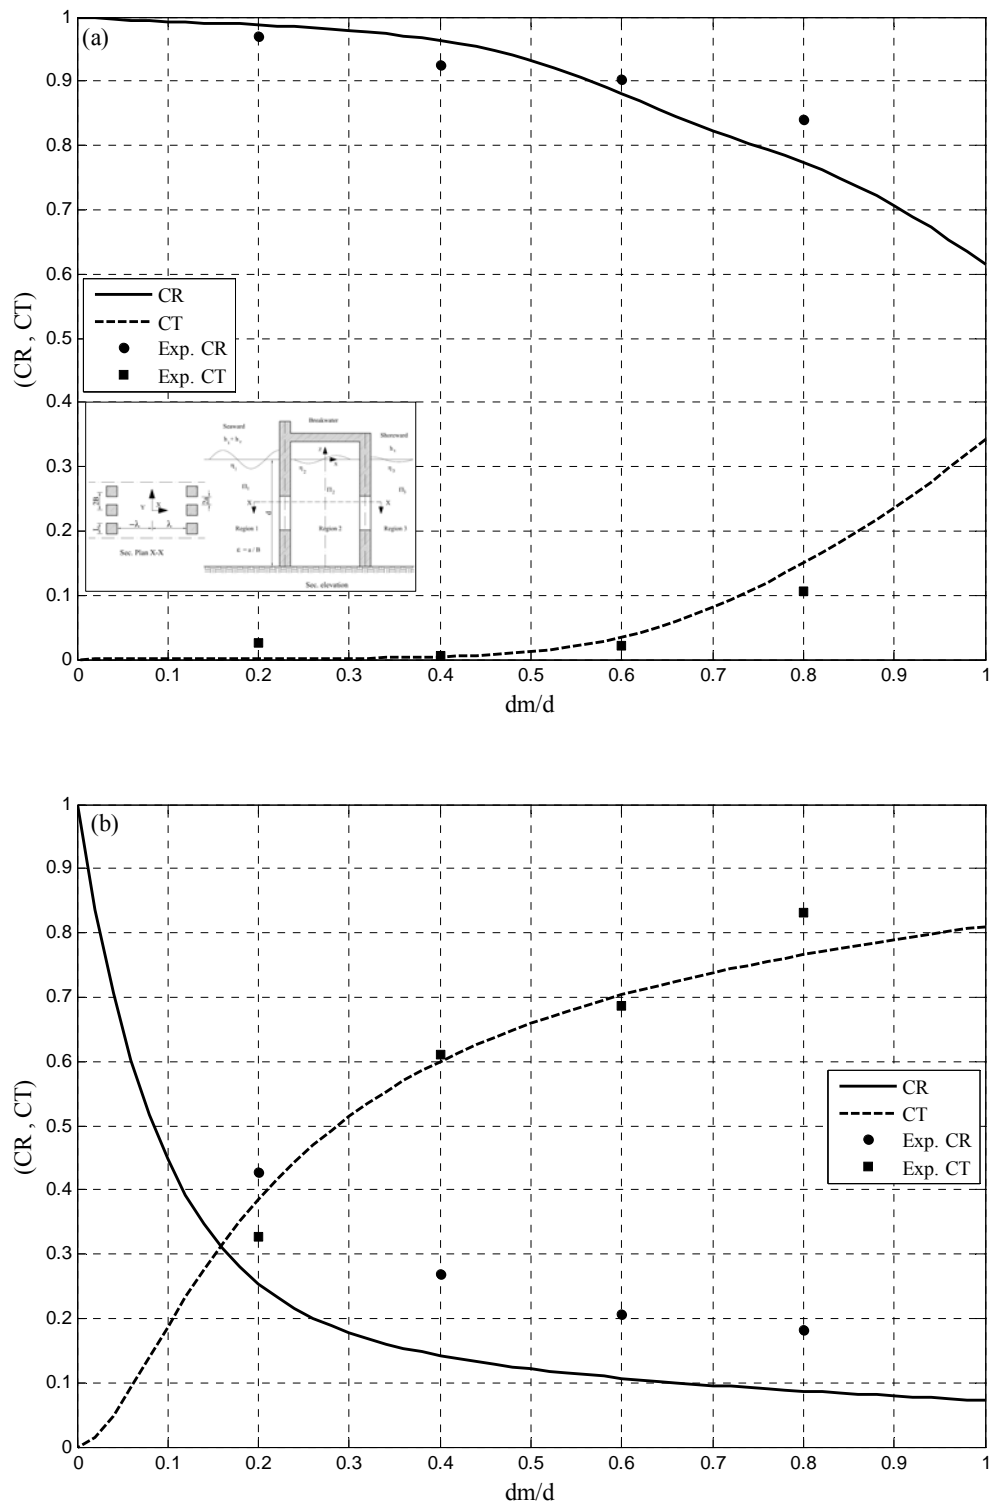 (a)
1
0.9
0.8
0.7
0.6
0.5
0.4
0.3
0.2
0.1
0
(CR , CT)
CR
CT
Exp. CR
Exp. CT
Seaward
Breakwater
Shoreward
Region 1
Region 2
Region 3
ε = a / B
Sec. Plan X-X
Sec. elevation
0 0.1 0.2 0.3 0.4 0.5 0.6 0.7 0.8 0.9 1
dm/d
(b)
1
0.9
0.8
0.7
0.6
0.5
0.4
0.3
0.2
0.1
0
(CR , CT)
CR
CT
Exp. CR
Exp. CT
0 0.1 0.2 0.3 0.4 0.5 0.6 0.7 0.8 0.9 1
dm/d